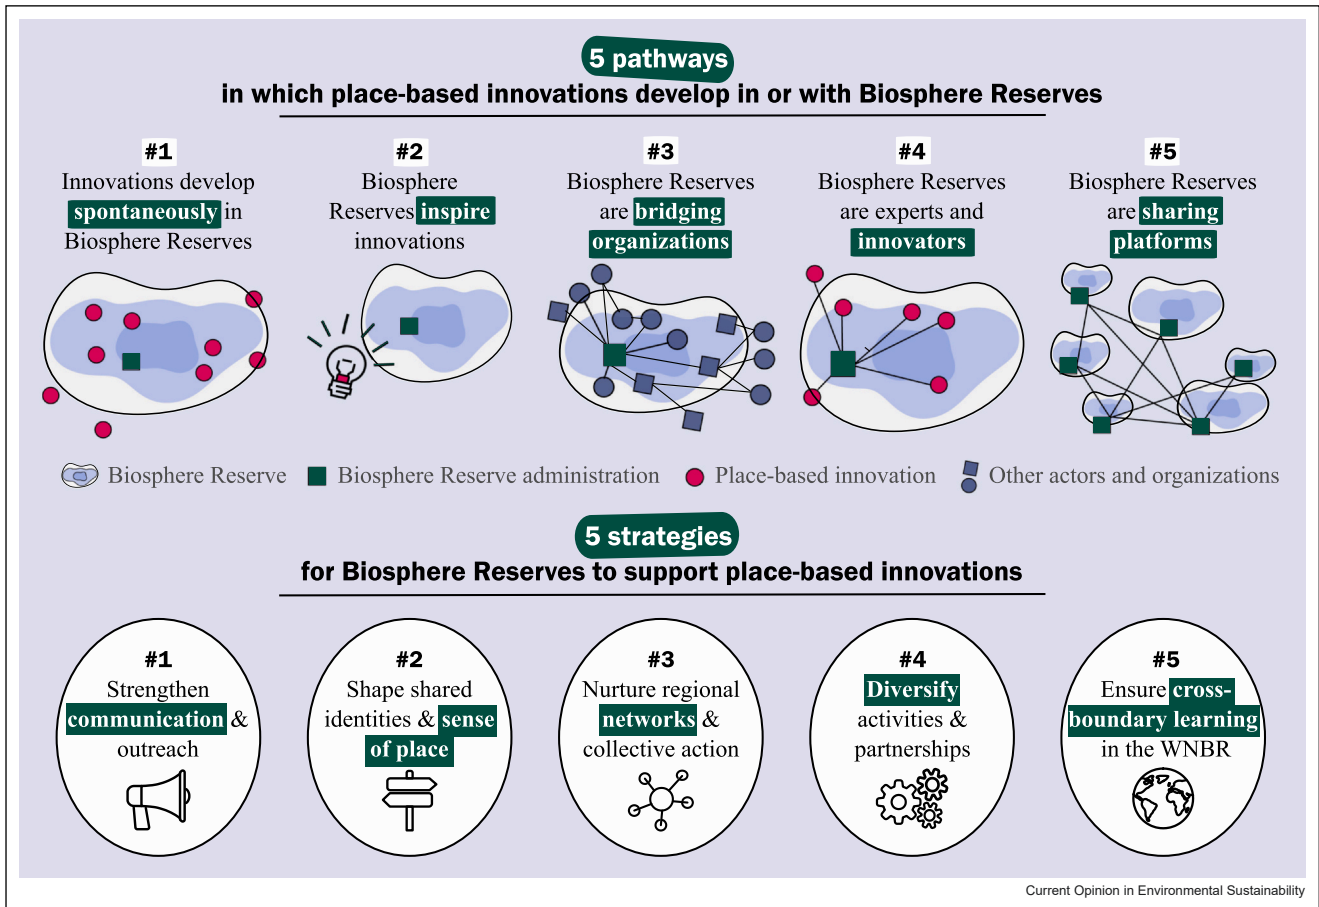 5 pathways
in which place-based innovations develop in or with Biosphere Reserves
#1
Innovations develop
spontaneously in
Biosphere Reserves
#2
Biosphere
Reserves inspire
innovations
#3
Biosphere Reserves
are bridging
organizations
#4
Biosphere Reserves
are experts and
innovators
#5
Biosphere Reserves
are sharing
platforms
Biosphere Reserve
Biosphere Reserve administration
Place-based innovation
Other actors and organizations
5 strategies
for Biosphere Reserves to support place-based innovations
#1
Strengthen
communication &
outreach
#2
Shape shared
identities & sense
of place
#3
Nurture regional
networks &
collective action
#4
Diversify
activities &
partnerships
#5
Ensure cross-
boundary learning
in the WNBR
Current Opinion in Environmental Sustainability